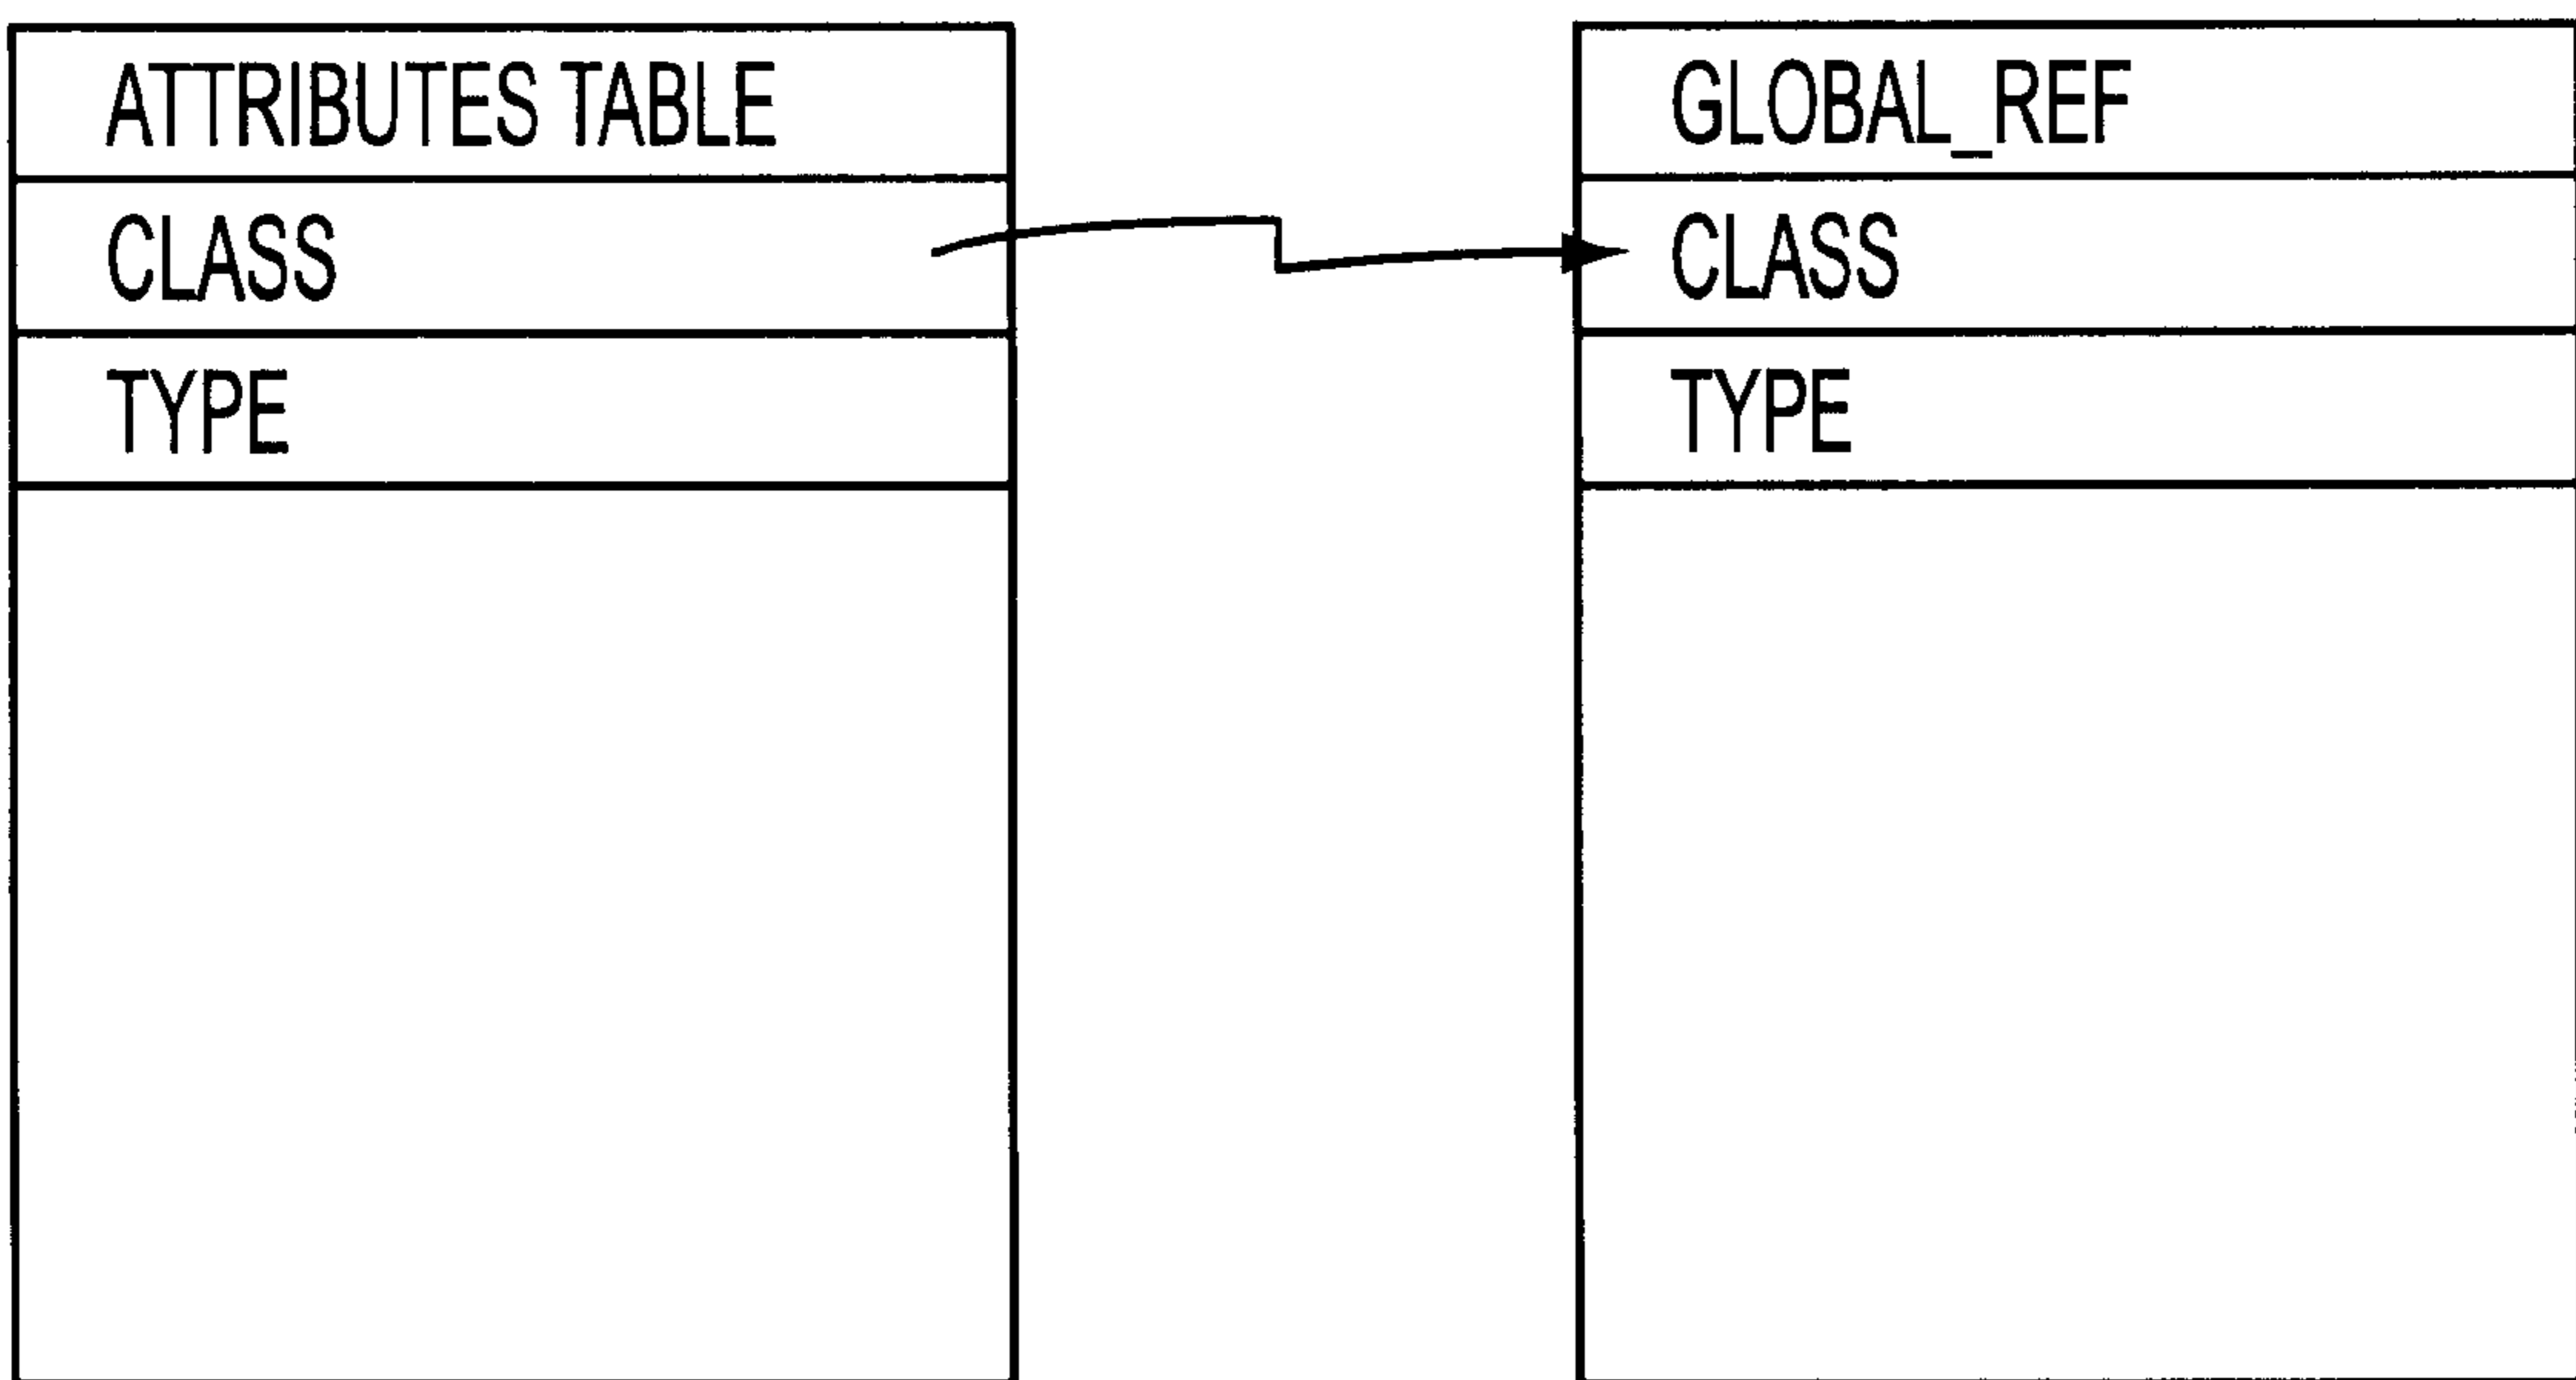 ATTRIBUTES TABLE
CLASS
TYPE
GLOBAL_REF
CLASS
TYPE